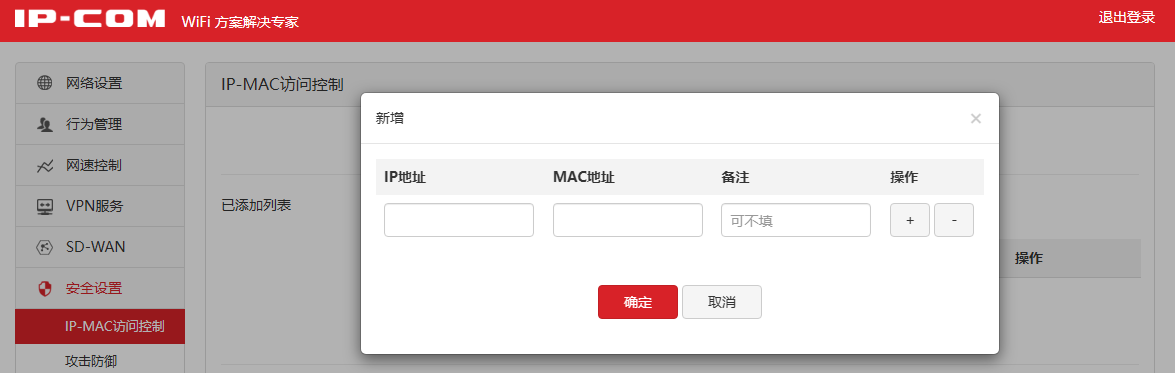 IP-COM WiFi 方案解决专家 退出登录
网络设置
IP-MAC访问控制
行为管理
网速控制
VPN服务
SD-WAN
安全设置
IP-MAC访问控制
攻击防御
已添加列表
操作
新增 ×
IP地址 MAC地址 备注 操作
可不填 + -
确定 取消